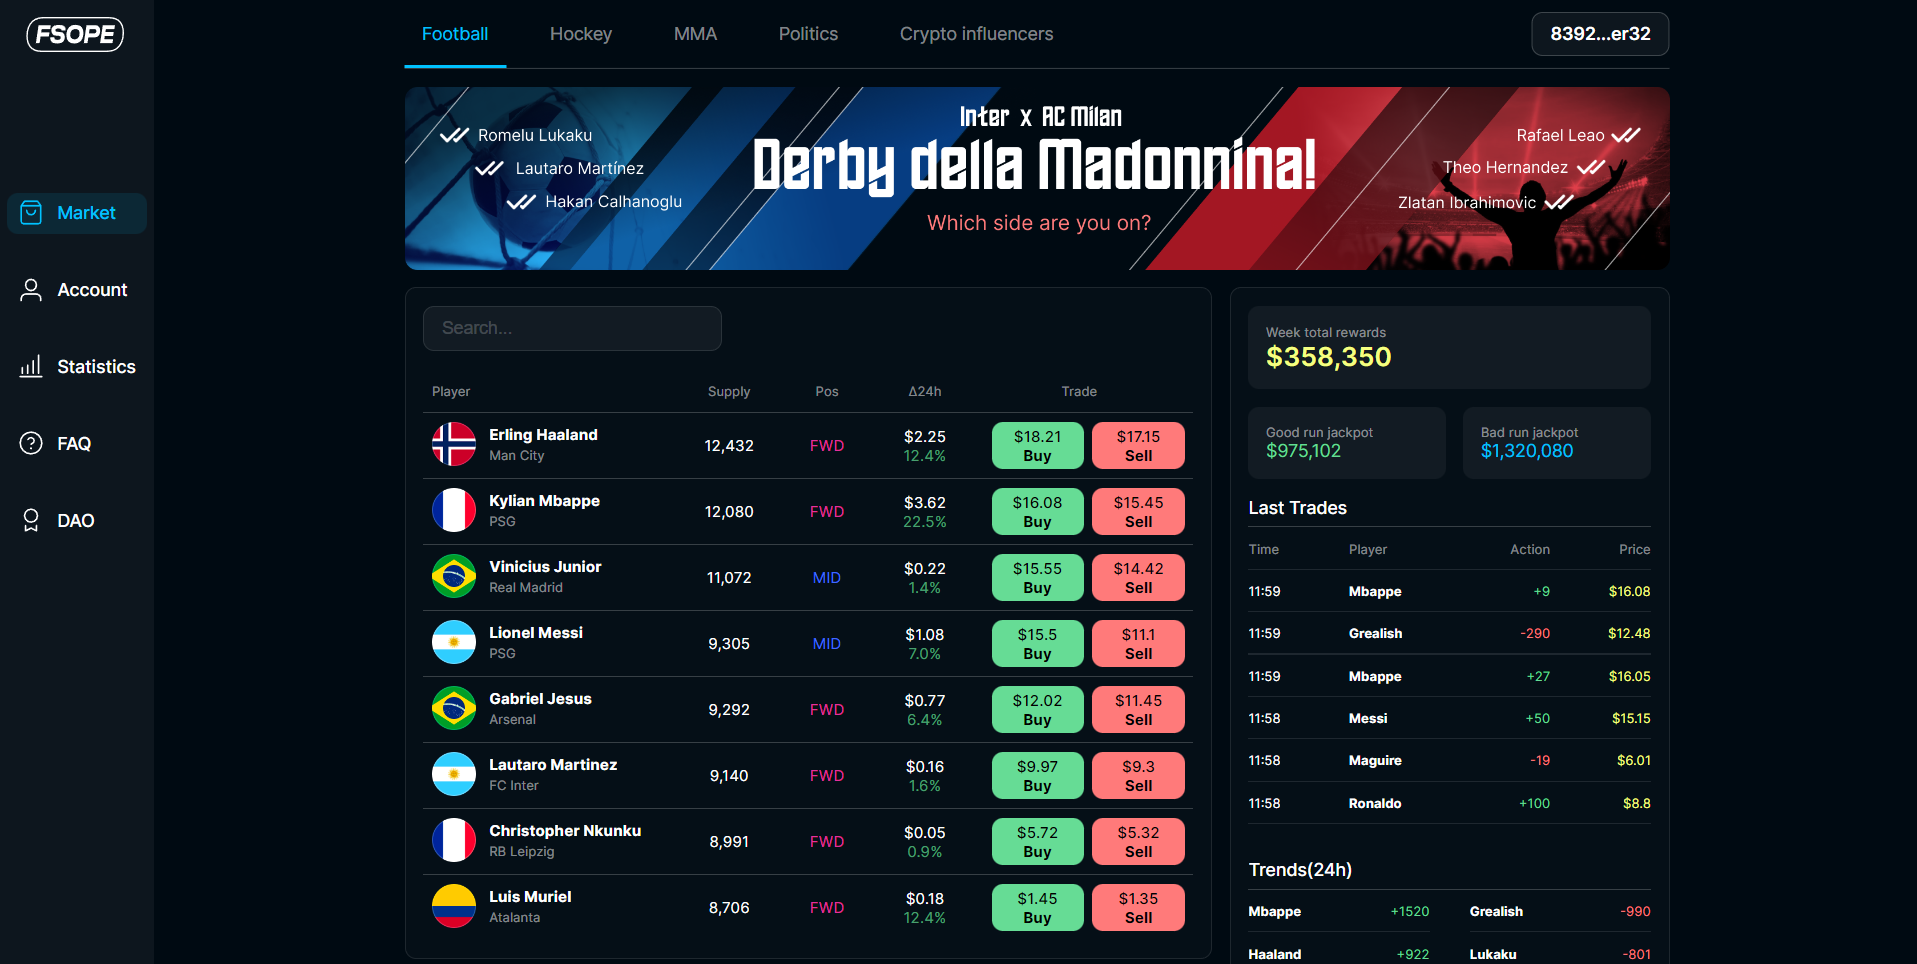 FSOPE
Football Hockey MMA Politics Crypto influencers
8392...er32
Market
Account
Statistics
FAQ
DAO
Inter x AC Milan
Derby della Madonnina!
Which side are you on?
Romelu Lukaku
Lautaro Martínez
Hakan Calhanoglu
Rafael Leao
Theo Hernandez
Zlatan Ibrahimovic
Search...
Player Supply Pos Δ24h Trade
Erling Haaland
Man City
12,432 FWD
$2.25
12.4%
$18.21
Buy
$17.15
Sell
Kylian Mbappe
PSG
12,080 FWD
$3.62
22.5%
$16.08
Buy
$15.45
Sell
Vinicius Junior
Real Madrid
11,072 MID
$0.22
1.4%
$15.55
Buy
$14.42
Sell
Lionel Messi
PSG
9,305 MID
$1.08
7.0%
$15.5
Buy
$11.1
Sell
Gabriel Jesus
Arsenal
9,292 FWD
$0.77
6.4%
$12.02
Buy
$11.45
Sell
Lautaro Martinez
FC Inter
9,140 FWD
$0.16
1.6%
$9.97
Buy
$9.3
Sell
Christopher Nkunku
RB Leipzig
8,991 FWD
$0.05
0.9%
$5.72
Buy
$5.32
Sell
Luis Muriel
Atalanta
8,706 FWD
$0.18
12.4%
$1.45
Buy
$1.35
Sell
Week total rewards
$358,350
Good run jackpot
$975,102
Bad run jackpot
$1,320,080
Last Trades
Time Player Action Price
11:59 Mbappe +9 $16.08
11:59 Grealish -290 $12.48
11:59 Mbappe +27 $16.05
11:58 Messi +50 $15.15
11:58 Maguire -19 $6.01
11:58 Ronaldo +100 $8.8
Trends(24h)
Mbappe +1520 Grealish -990
Haaland +922 Lukaku -801